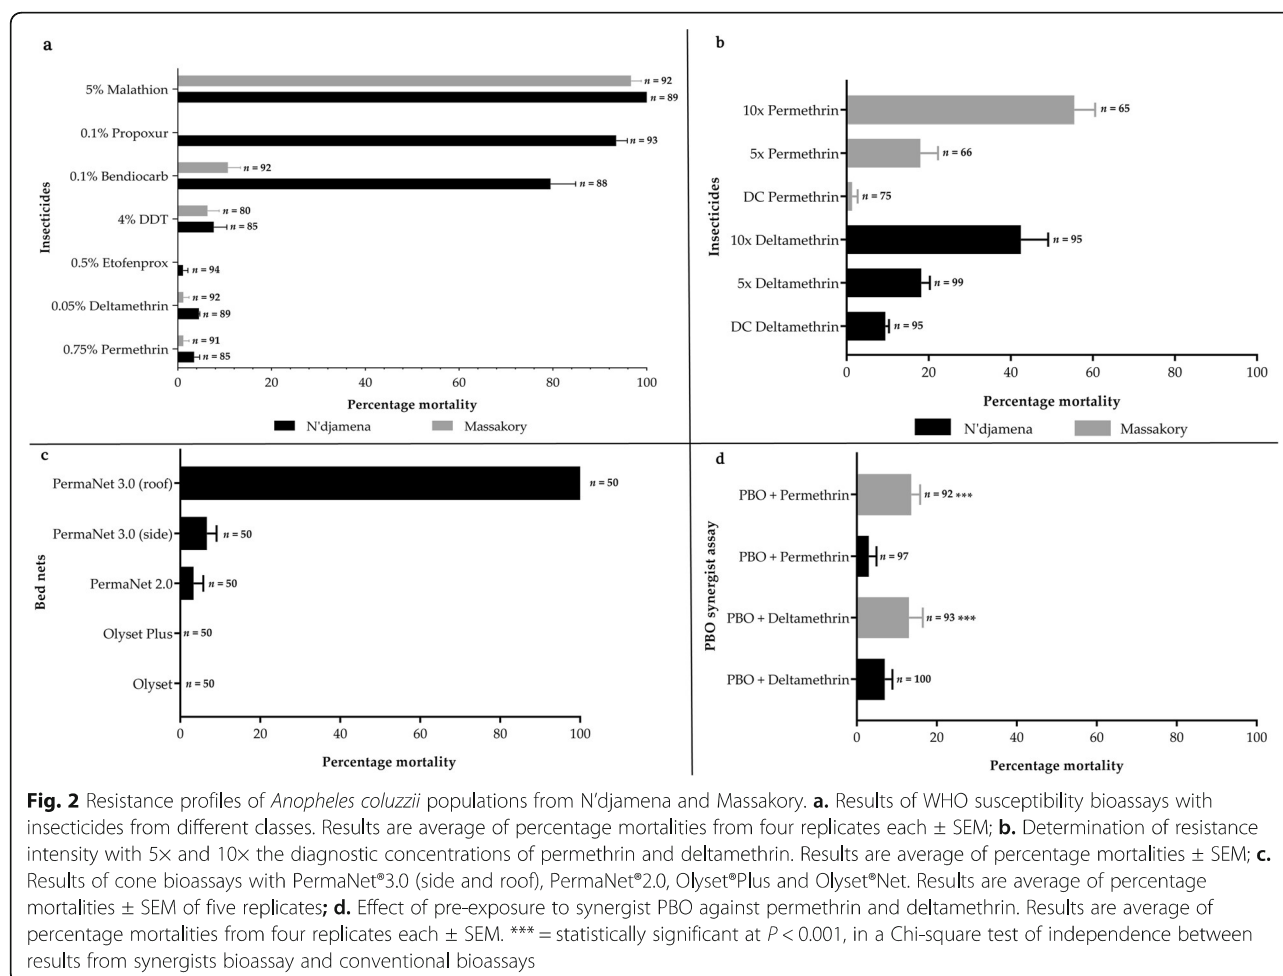 a
5% Malathion
n = 92
n = 89
0.1% Propoxur
n = 93
0.1% Bendiocarb
n = 92
n = 88
4% DDT
n = 80
n = 85
0.5% Etofenprox
n = 94
0.05% Deltamethrin
n = 92
n = 89
0.75% Permethrin
n = 91
n = 85
Insecticides
0 20 40 60 80 100
Percentage mortality
N'djamena Massakory
b
10x Permethrin
n = 65
5x Permethrin
n = 66
DC Permethrin
n = 75
10x Deltamethrin
n = 95
5x Deltamethrin
n = 99
DC Deltamethrin
n = 95
Insecticides
0 20 40 60 80 100
Percentage mortality
N'djamena Massakory
c
PermaNet 3.0 (roof)
n = 50
PermaNet 3.0 (side)
n = 50
PermaNet 2.0
n = 50
Olyset Plus
n = 50
Olyset
n = 50
Bed nets
0 20 40 60 80 100
Percentage mortality
d
PBO + Permethrin
n = 92 ***
PBO + Permethrin
n = 97
PBO + Deltamethrin
n = 93 ***
PBO + Deltamethrin
n = 100
PBO synergist assay
0 20 40 60 80 100
Percentage mortality
Fig. 2 Resistance profiles of Anopheles coluzzii populations from N'djamena and Massakory. a. Results of WHO susceptibility bioassays with
insecticides from different classes. Results are average of percentage mortalities from four replicates each ± SEM; b. Determination of resistance
intensity with 5× and 10× the diagnostic concentrations of permethrin and deltamethrin. Results are average of percentage mortalities ± SEM; c.
Results of cone bioassays with PermaNet®3.0 (side and roof), PermaNet®2.0, Olyset®Plus and Olyset®Net. Results are average of percentage
mortalities ± SEM of five replicates; d. Effect of pre-exposure to synergist PBO against permethrin and deltamethrin. Results are average of
percentage mortalities from four replicates each ± SEM. *** = statistically significant at P < 0.001, in a Chi-square test of independence between
results from synergists bioassay and conventional bioassays